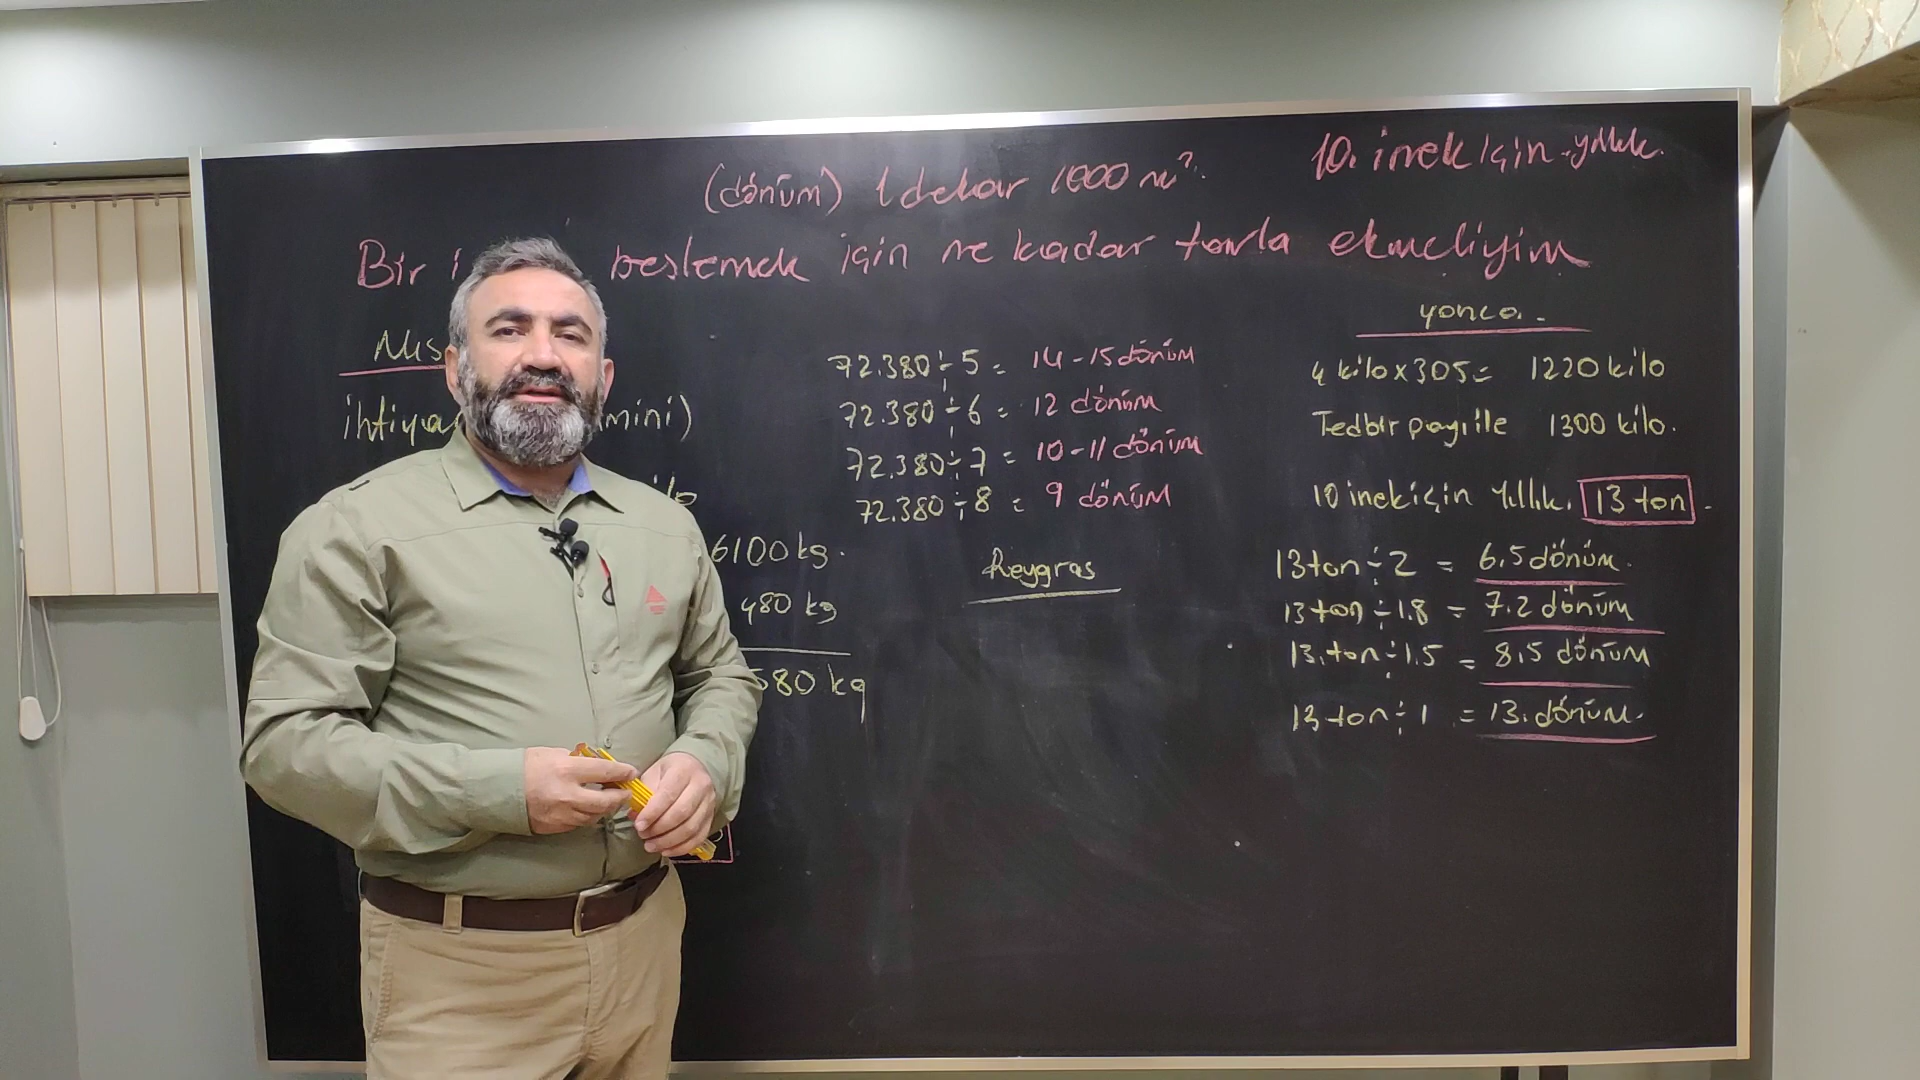 10. inek için yıllık.
(dönüm) 1 dekar 1000 m².
Bir beslemek için ne kadar tarla ekmeliyim
Mıs
ihtiya mini)
ilo
6100 kg.
480 kg
580 kg
72.380 ÷ 5 = 14-15 dönüm
72.380 ÷ 6 = 12 dönüm
72.380 ÷ 7 = 10-11 dönüm
72.380 ÷ 8 = 9 dönüm
Reygras
yonca.
4 kilo x 305 = 1220 kilo
Tedbir payı ile 1300 kilo.
10 inek için Yıllık. 13 ton.
13 ton ÷ 2 = 6.5 dönüm.
13 ton ÷ 1.8 = 7.2 dönüm
13. ton ÷ 1.5 = 8.5 dönüm
13 ton ÷ 1 = 13. dönüm.